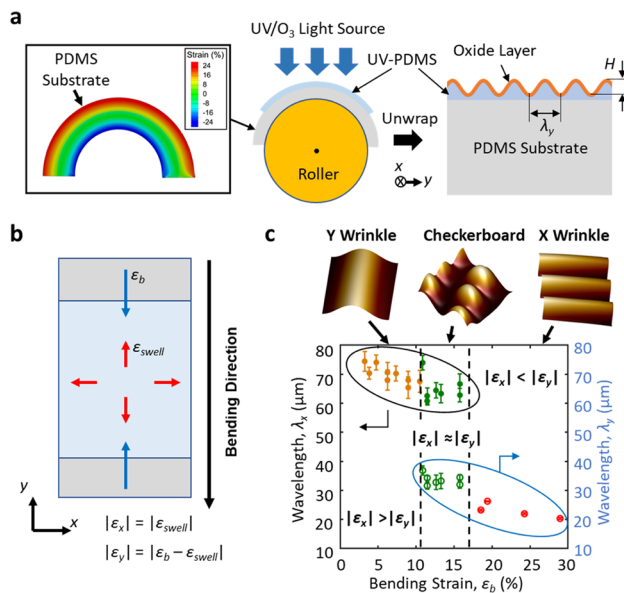 a
Strain (%)
24
16
8
0
-8
-16
-24
PDMS
Substrate
UV/O3 Light Source
UV-PDMS
Roller
Unwrap
x
y
Oxide Layer
H
λy
PDMS Substrate
b
εb
εswell
Bending Direction
y
x
|εx| = |εswell|
|εy| = |εb − εswell|
c
Y Wrinkle
Checkerboard
X Wrinkle
Wavelength, λx (μm)
80
70
60
50
40
30
20
10
|εx| < |εy|
|εx| ≈ |εy|
|εx| > |εy|
80
70
60
50
40
30
20
10
Wavelength, λy (μm)
0 5 10 15 20 25 30
Bending Strain, εb (%)